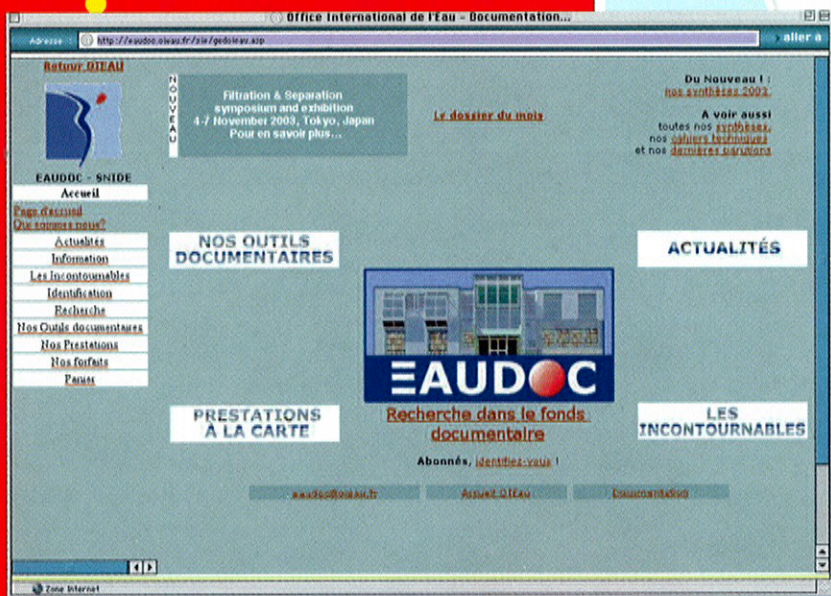 Office International de l'Eau - Documentation...
Adresse : http://eaudoc.oieau.fr/zie/gedoieau.asp
aller à
Retour OIEAU
EAUDOC - SNIDE
Accueil
Page d'accueil
Qui sommes nous?
Actualités
Information
Les Incontournables
Identification
Recherche
Nos Outils documentaires
Nos Prestations
Nos forfaits
Panier
NOUVEAU
Filtration & Separation
symposium and exhibition
4-7 November 2003, Tokyo, Japan
Pour en savoir plus...
Le dossier du mois
Du Nouveau ! :
nos synthèses 2003
A voir aussi
toutes nos synthèses,
nos cahiers techniques
et nos dernières parutions
NOS OUTILS
DOCUMENTAIRES
ACTUALITÉS
EAUDOC
PRESTATIONS
À LA CARTE
Recherche dans le fonds
documentaire
LES
INCONTOURNABLES
Abonnés, identifiez-vous !
eaudoc@oieau.fr
Accueil OIEau
Documentation
Zone Internet